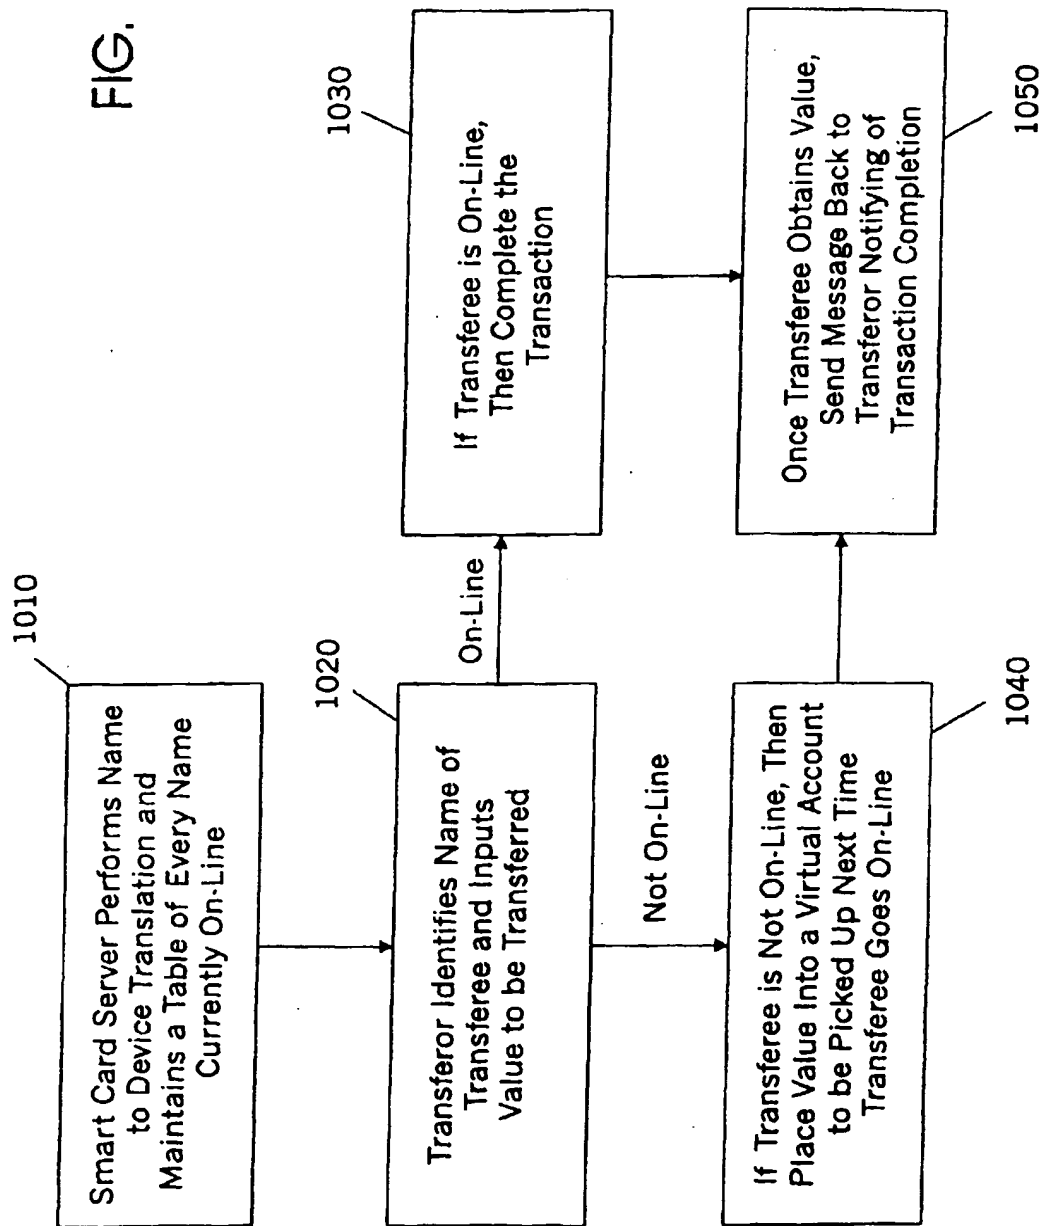 FIG.
1010
Smart Card Server Performs Name
to Device Translation and
Maintains a Table of Every Name
Currently On-Line
1020
Transferor Identifies Name of
Transferee and Inputs
Value to be Transferred
On-Line
1030
If Transferee is On-Line,
Then Complete the
Transaction
Not On-Line
If Transferee is Not On-Line, Then
Place Value Into a Virtual Account
to be Picked Up Next Time
Transferee Goes On-Line
1040
Once Transferee Obtains Value,
Send Message Back to
Transferor Notifying of
Transaction Completion
1050